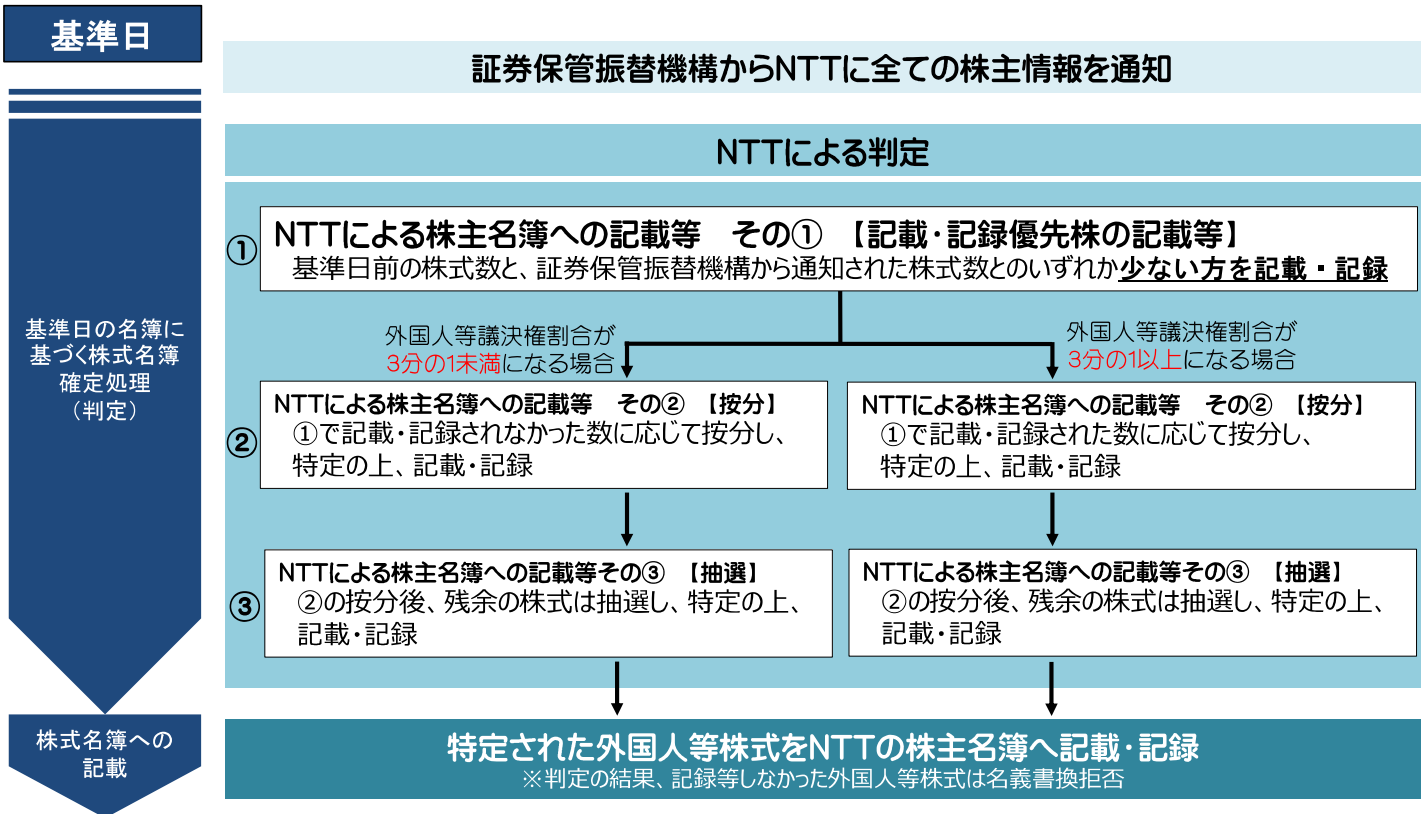 基準日
証券保管振替機構からNTTに全ての株主情報を通知
NTTによる判定
基準日の名簿に
基づく株式名簿
確定処理
（判定）
①
NTTによる株主名簿への記載等　その①　【記載・記録優先株の記載等】
基準日前の株式数と、証券保管振替機構から通知された株式数とのいずれか少ない方を記載・記録
外国人等議決権割合が
3分の1未満になる場合
外国人等議決権割合が
3分の1以上になる場合
②
NTTによる株主名簿への記載等　その②　【按分】
①で記載・記録されなかった数に応じて按分し、
特定の上、記載・記録
NTTによる株主名簿への記載等　その②　【按分】
①で記載・記録された数に応じて按分し、
特定の上、記載・記録
③
NTTによる株主名簿への記載等その③　【抽選】
②の按分後、残余の株式は抽選し、特定の上、
記載・記録
NTTによる株主名簿への記載等その③　【抽選】
②の按分後、残余の株式は抽選し、特定の上、
記載・記録
株式名簿への
記載
特定された外国人等株式をNTTの株主名簿へ記載・記録
※判定の結果、記録等しなかった外国人等株式は名義書換拒否